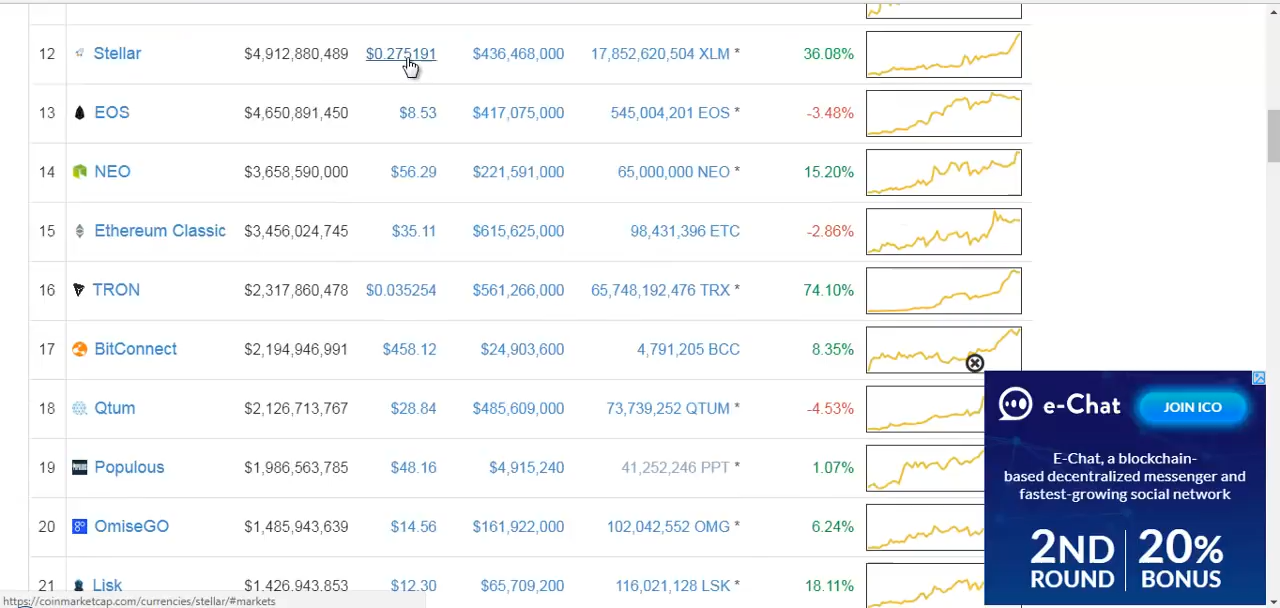 12 Stellar $4,912,880,489 $0.275191 $436,468,000 17,852,620,504 XLM * 36.08%
13 EOS $4,650,891,450 $8.53 $417,075,000 545,004,201 EOS * -3.48%
14 NEO $3,658,590,000 $56.29 $221,591,000 65,000,000 NEO * 15.20%
15 Ethereum Classic $3,456,024,745 $35.11 $615,625,000 98,431,396 ETC -2.86%
16 TRON $2,317,860,478 $0.035254 $561,266,000 65,748,192,476 TRX * 74.10%
17 BitConnect $2,194,946,991 $458.12 $24,903,600 4,791,205 BCC 8.35%
18 Qtum $2,126,713,767 $28.84 $485,609,000 73,739,252 QTUM * -4.53%
19 Populous $1,986,563,785 $48.16 $4,915,240 41,252,246 PPT * 1.07%
20 OmiseGO $1,485,943,639 $14.56 $161,922,000 102,042,552 OMG * 6.24%
21 Lisk $1,426,943,853 $12.30 $65,709,200 116,021,128 LSK * 18.11%
e-Chat JOIN ICO
E-Chat, a blockchain-
based decentralized messenger and
fastest-growing social network
2ND 20%
ROUND BONUS
https://coinmarketcap.com/currencies/stellar/#markets